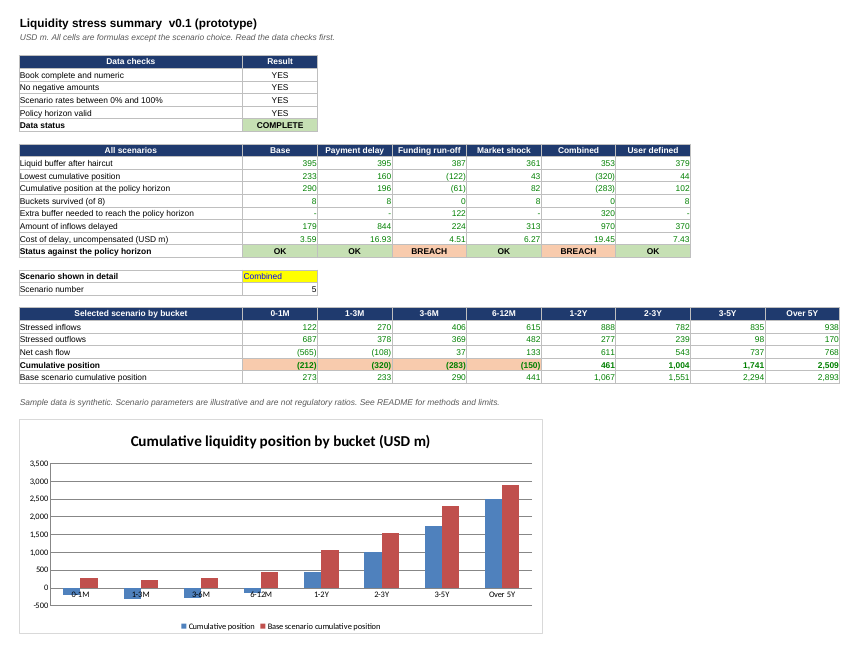 Liquidity stress summary v0.1 (prototype)
USD m. All cells are formulas except the scenario choice. Read the data checks first.
Data checks Result
Book complete and numeric YES
No negative amounts YES
Scenario rates between 0% and 100% YES
Policy horizon valid YES
Data status COMPLETE
All scenarios Base Payment delay Funding run-off Market shock Combined User defined
Liquid buffer after haircut 395 395 387 361 353 379
Lowest cumulative position 233 160 (122) 43 (320) 44
Cumulative position at the policy horizon 290 196 (61) 82 (283) 102
Buckets survived (of 8) 8 8 0 8 0 8
Extra buffer needed to reach the policy horizon - - 122 - 320 -
Amount of inflows delayed 179 844 224 313 970 370
Cost of delay, uncompensated (USD m) 3.59 16.93 4.51 6.27 19.45 7.43
Status against the policy horizon OK OK BREACH OK BREACH OK
Scenario shown in detail Combined
Scenario number 5
Selected scenario by bucket 0-1M 1-3M 3-6M 6-12M 1-2Y 2-3Y 3-5Y Over 5Y
Stressed inflows 122 270 406 615 888 782 835 938
Stressed outflows 687 378 369 482 277 239 98 170
Net cash flow (565) (108) 37 133 611 543 737 768
Cumulative position (212) (320) (283) (150) 461 1,004 1,741 2,509
Base scenario cumulative position 273 233 290 441 1,067 1,551 2,294 2,893
Sample data is synthetic. Scenario parameters are illustrative and are not regulatory ratios. See README for methods and limits.
Cumulative liquidity position by bucket (USD m)
3,500
3,000
2,500
2,000
1,500
1,000
500
0
0-1M 1-3M 3-6M 6-12M 1-2Y 2-3Y 3-5Y Over 5Y
-500
Cumulative position Base scenario cumulative position